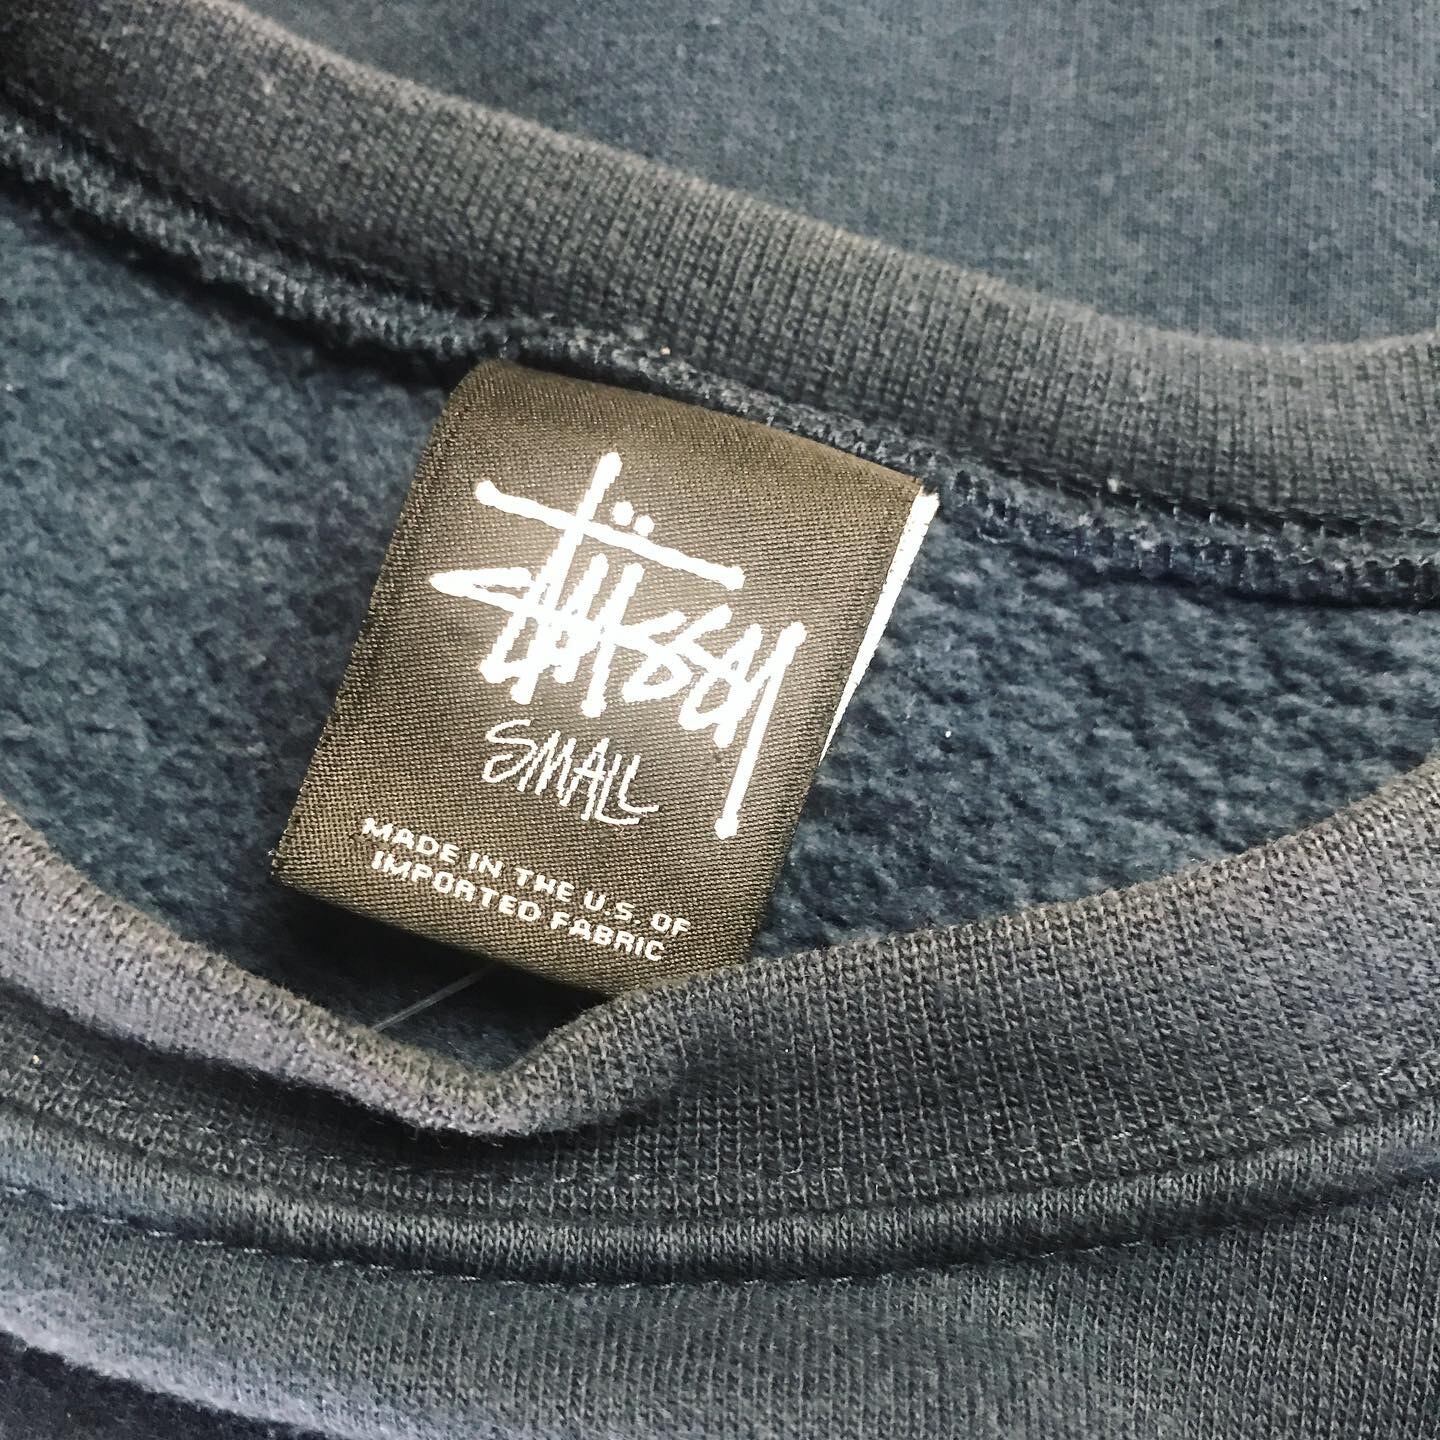 Stüssy
SMALL
MADE IN THE U.S. OF
IMPORTED FABRIC